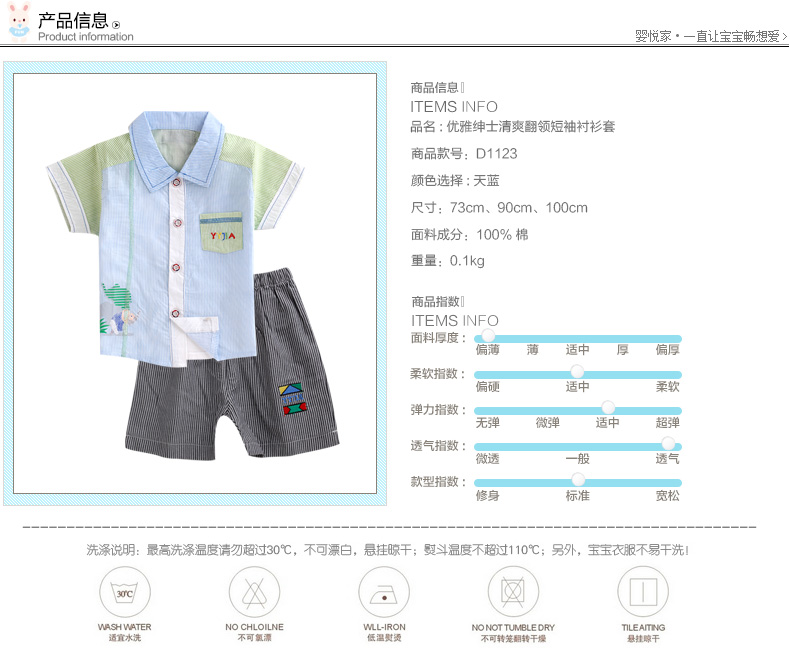 产品信息
Product information
婴悦家•一直让宝宝畅想爱>
商品信息
ITEMS INFO
品名：优雅绅士清爽翻领短袖衬衫套
商品款号：D1123
颜色选择：天蓝
尺寸：73cm、90cm、100cm
面料成分：100% 棉
重量：0.1kg
商品指数
ITEMS INFO
面料厚度：
偏薄 薄 适中 厚 偏厚
柔软指数：
偏硬 适中 柔软
弹力指数：
无弹 微弹 适中 超弹
透气指数：
微透 一般 透气
款型指数：
修身 标准 宽松
洗涤说明：最高洗涤温度请勿超过30℃，不可漂白，悬挂晾干；熨斗温度不超过110℃；另外，宝宝衣服不易干洗！
30℃
WASH WATER
适宜水洗
NO CHLOILNE
不可氯漂
WLL-IRON
低温熨烫
NO NOT TUMBLE DRY
不可转笼翻转干燥
TILE AITING
悬挂晾干